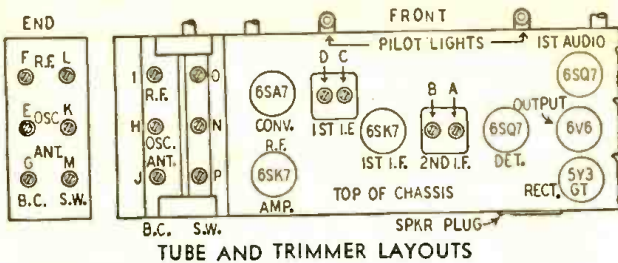 END
F R.F. L
E OSC. K
ANT.
G M
B.C. S.W.
FRONT
PILOT LIGHTS
I O
R.F.
H N
OSC.
ANT.
J P
B.C. S.W.
D C
1ST I.F.
6SA7
CONV.
R.F.
6SK7
AMP.
6SK7
1ST I.F.
B A
2ND I.F.
6SQ7
DET.
1ST AUDIO
6SQ7
OUTPUT
6V6
5Y3
GT
RECT.
TOP OF CHASSIS
SPKR PLUG
TUBE AND TRIMMER LAYOUTS